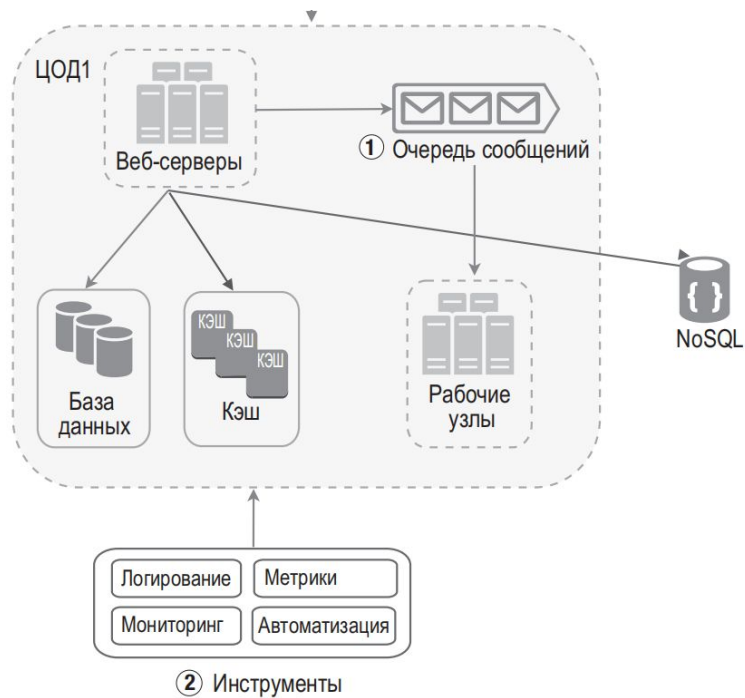 ЦОД1
Веб-серверы
1 Очередь сообщений
{ }
NoSQL
КЭШ
КЭШ
КЭШ
База
данных
Кэш
Рабочие
узлы
Логирование
Метрики
Мониторинг
Автоматизация
2 Инструменты